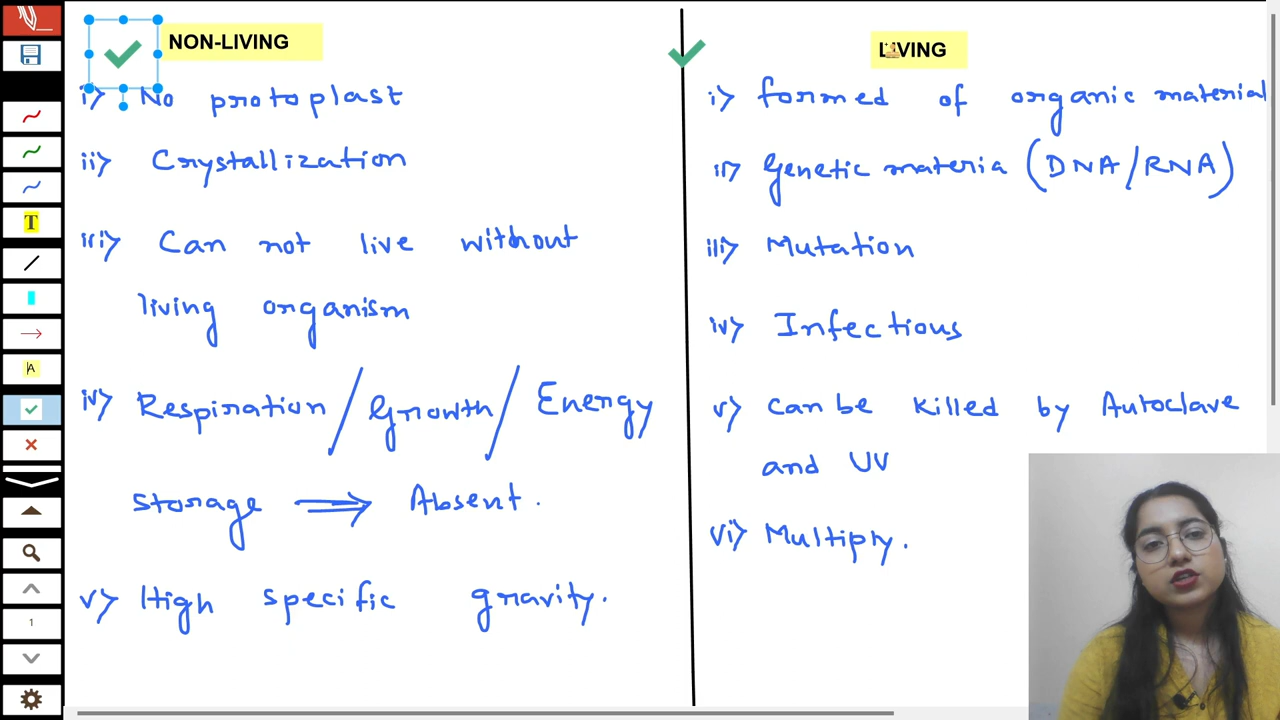 NON-LIVING
i) No protoplast
ii) Crystallization
iii) Can not live without
living organism
iv) Respiration / Growth / Energy
storage ⟹ Absent.
v) High specific gravity.
LIVING
i) formed of organic material
ii) Genetic materia (DNA/RNA)
iii) Mutation
iv) Infectious
v) can be killed by Autoclave
and UV
vi) Multiply.
T
A
1